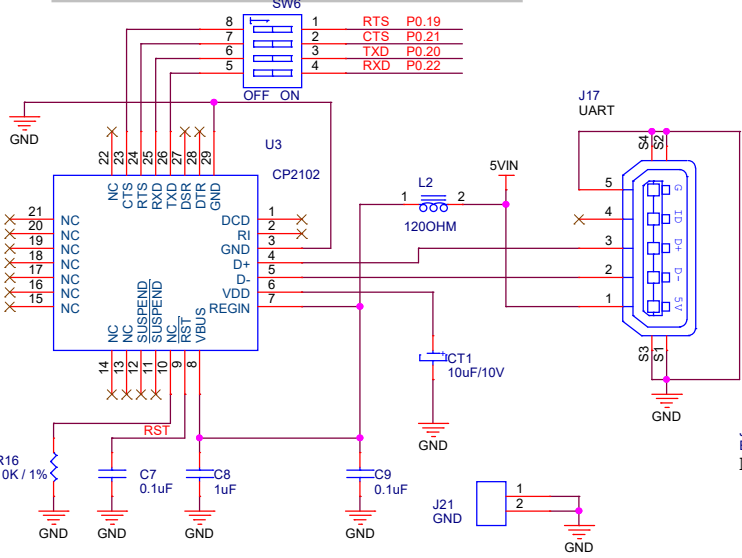 SW6
8 1 RTS P0.19
7 2 CTS P0.21
6 3 TXD P0.20
5 4 RXD P0.22
OFF ON
GND
J17
UART
U3
CP2102
22 23 24 25 26 27 28 29
NC CTS RTS RXD TXD DSR DTR GND
5VIN
L2
1 2
120OHM
S4 S2
5 G
4 ID
3 D+
2 D-
1 5V
S3 S1
GND
21 NC
20 NC
19 NC
18 NC
17 NC
16 NC
15 NC
DCD 1
RI 2
GND 3
D+ 4
D- 5
VDD 6
REGIN 7
NC NC SUSPEND SUSPEND NC RST VBUS
14 13 12 11 10 9 8
CT1
10uF/10V
GND
RST
R16
0K / 1%
C7
0.1uF
C8
1uF
C9
0.1uF
GND GND GND GND
J21
GND
1
2
GND